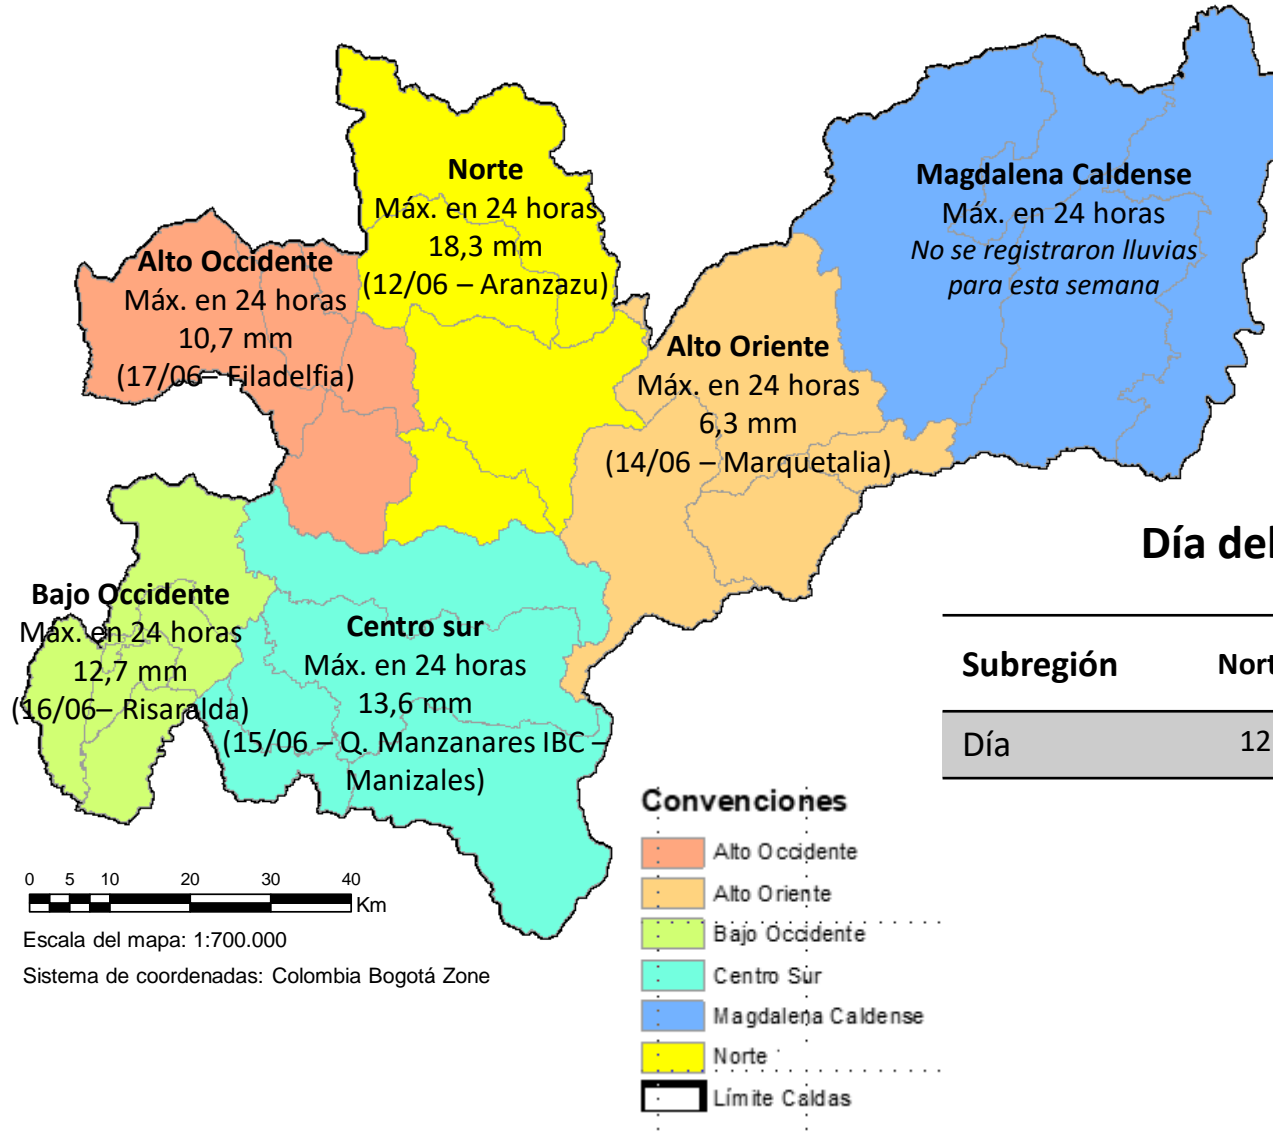 Norte
Máx. en 24 horas
18,3 mm
(12/06 – Aranzazu)
Magdalena Caldense
Máx. en 24 horas
No se registraron lluvias
para esta semana
Alto Occidente
Máx. en 24 horas
10,7 mm
(17/06– Filadelfia)
Alto Oriente
Máx. en 24 horas
6,3 mm
(14/06 – Marquetalia)
Bajo Occidente
Máx. en 24 horas
12,7 mm
(16/06– Risaralda)
Centro sur
Máx. en 24 horas
13,6 mm
(15/06 – Q. Manzanares IBC –
Manizales)
Día del
Subregión Nort
Día 12
0 5 10 20 30 40
Km
Escala del mapa: 1:700.000
Sistema de coordenadas: Colombia Bogotá Zone
Convenciones
Alto Occidente
Alto Oriente
Bajo Occidente
Centro Sur
Magdalena Caldense
Norte
Límite Caldas